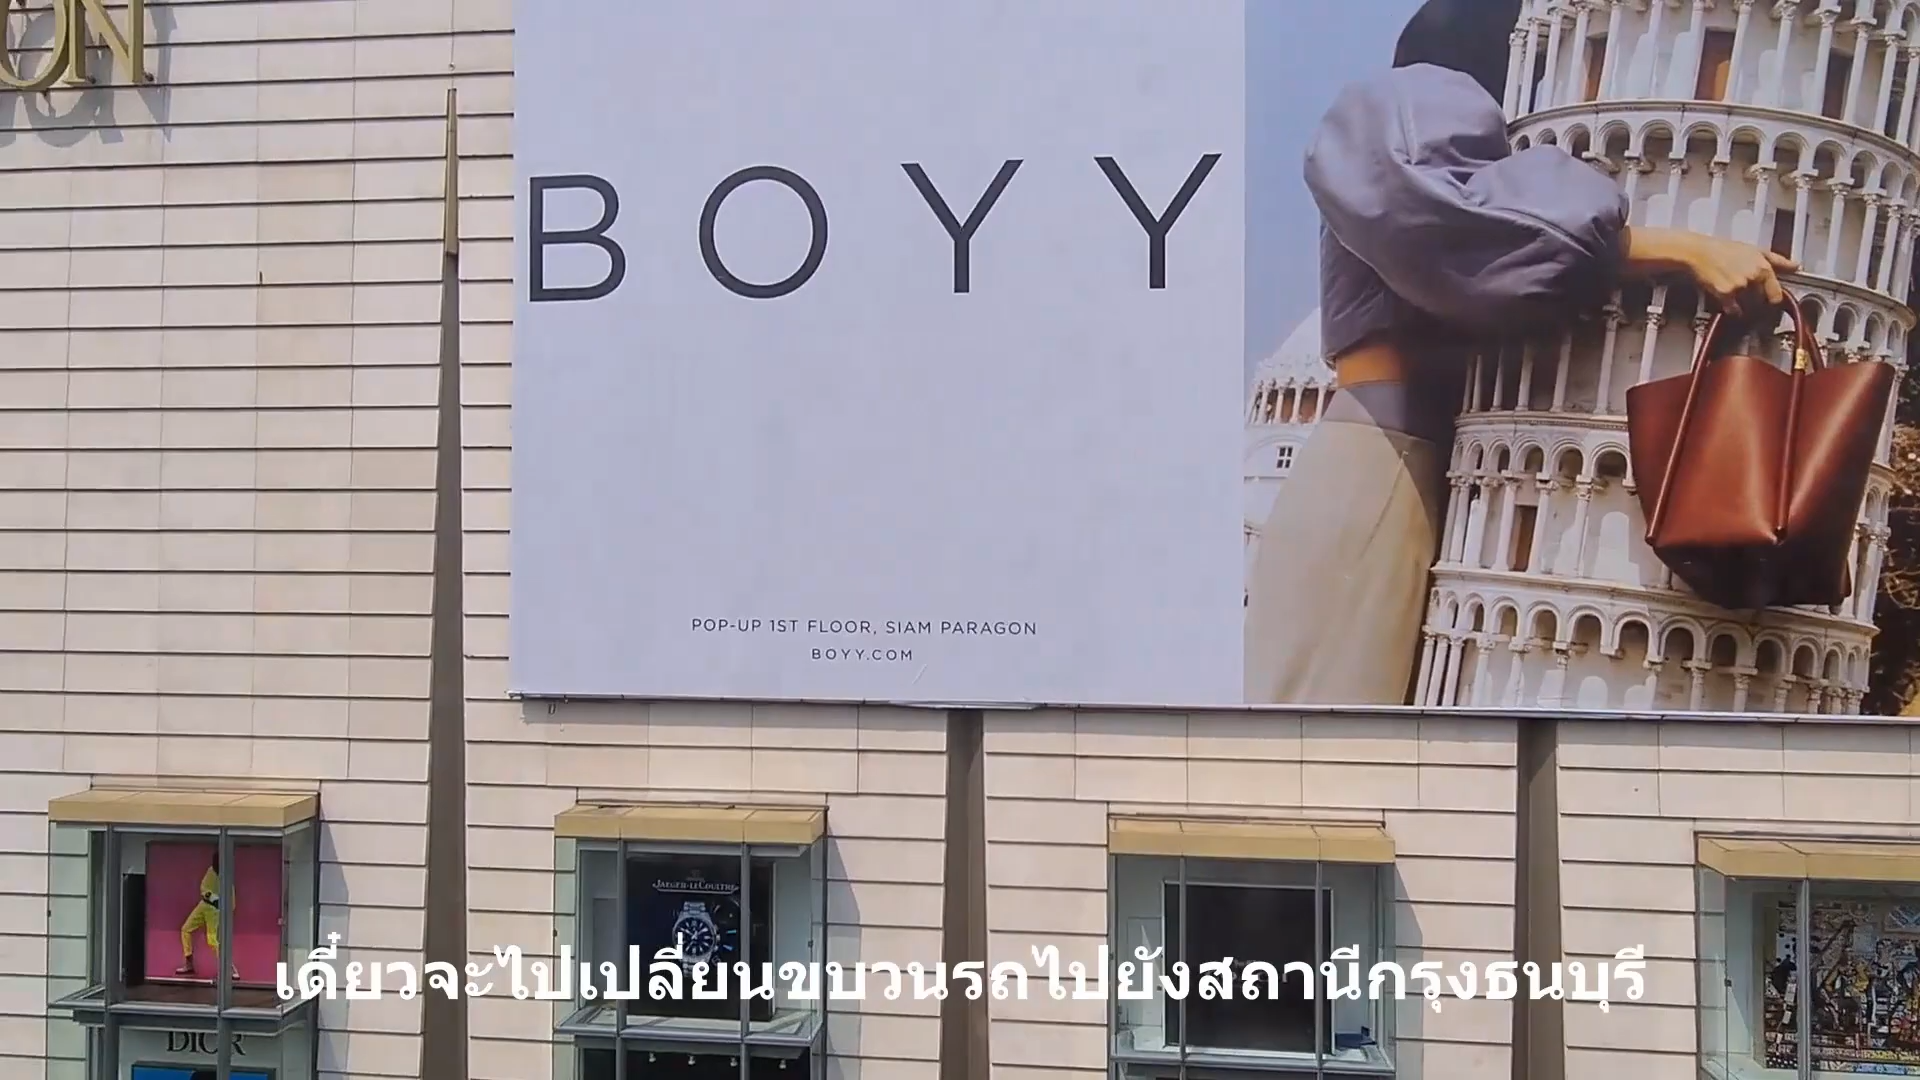 ON
BOYY
POP-UP 1ST FLOOR, SIAM PARAGON
BOYY.COM
JAEGER-LECOULTRE
เดี๋ยวจะไปเปลี่ยนขบวนรถไปยังสถานีกรุงธนบุรี
DIOR